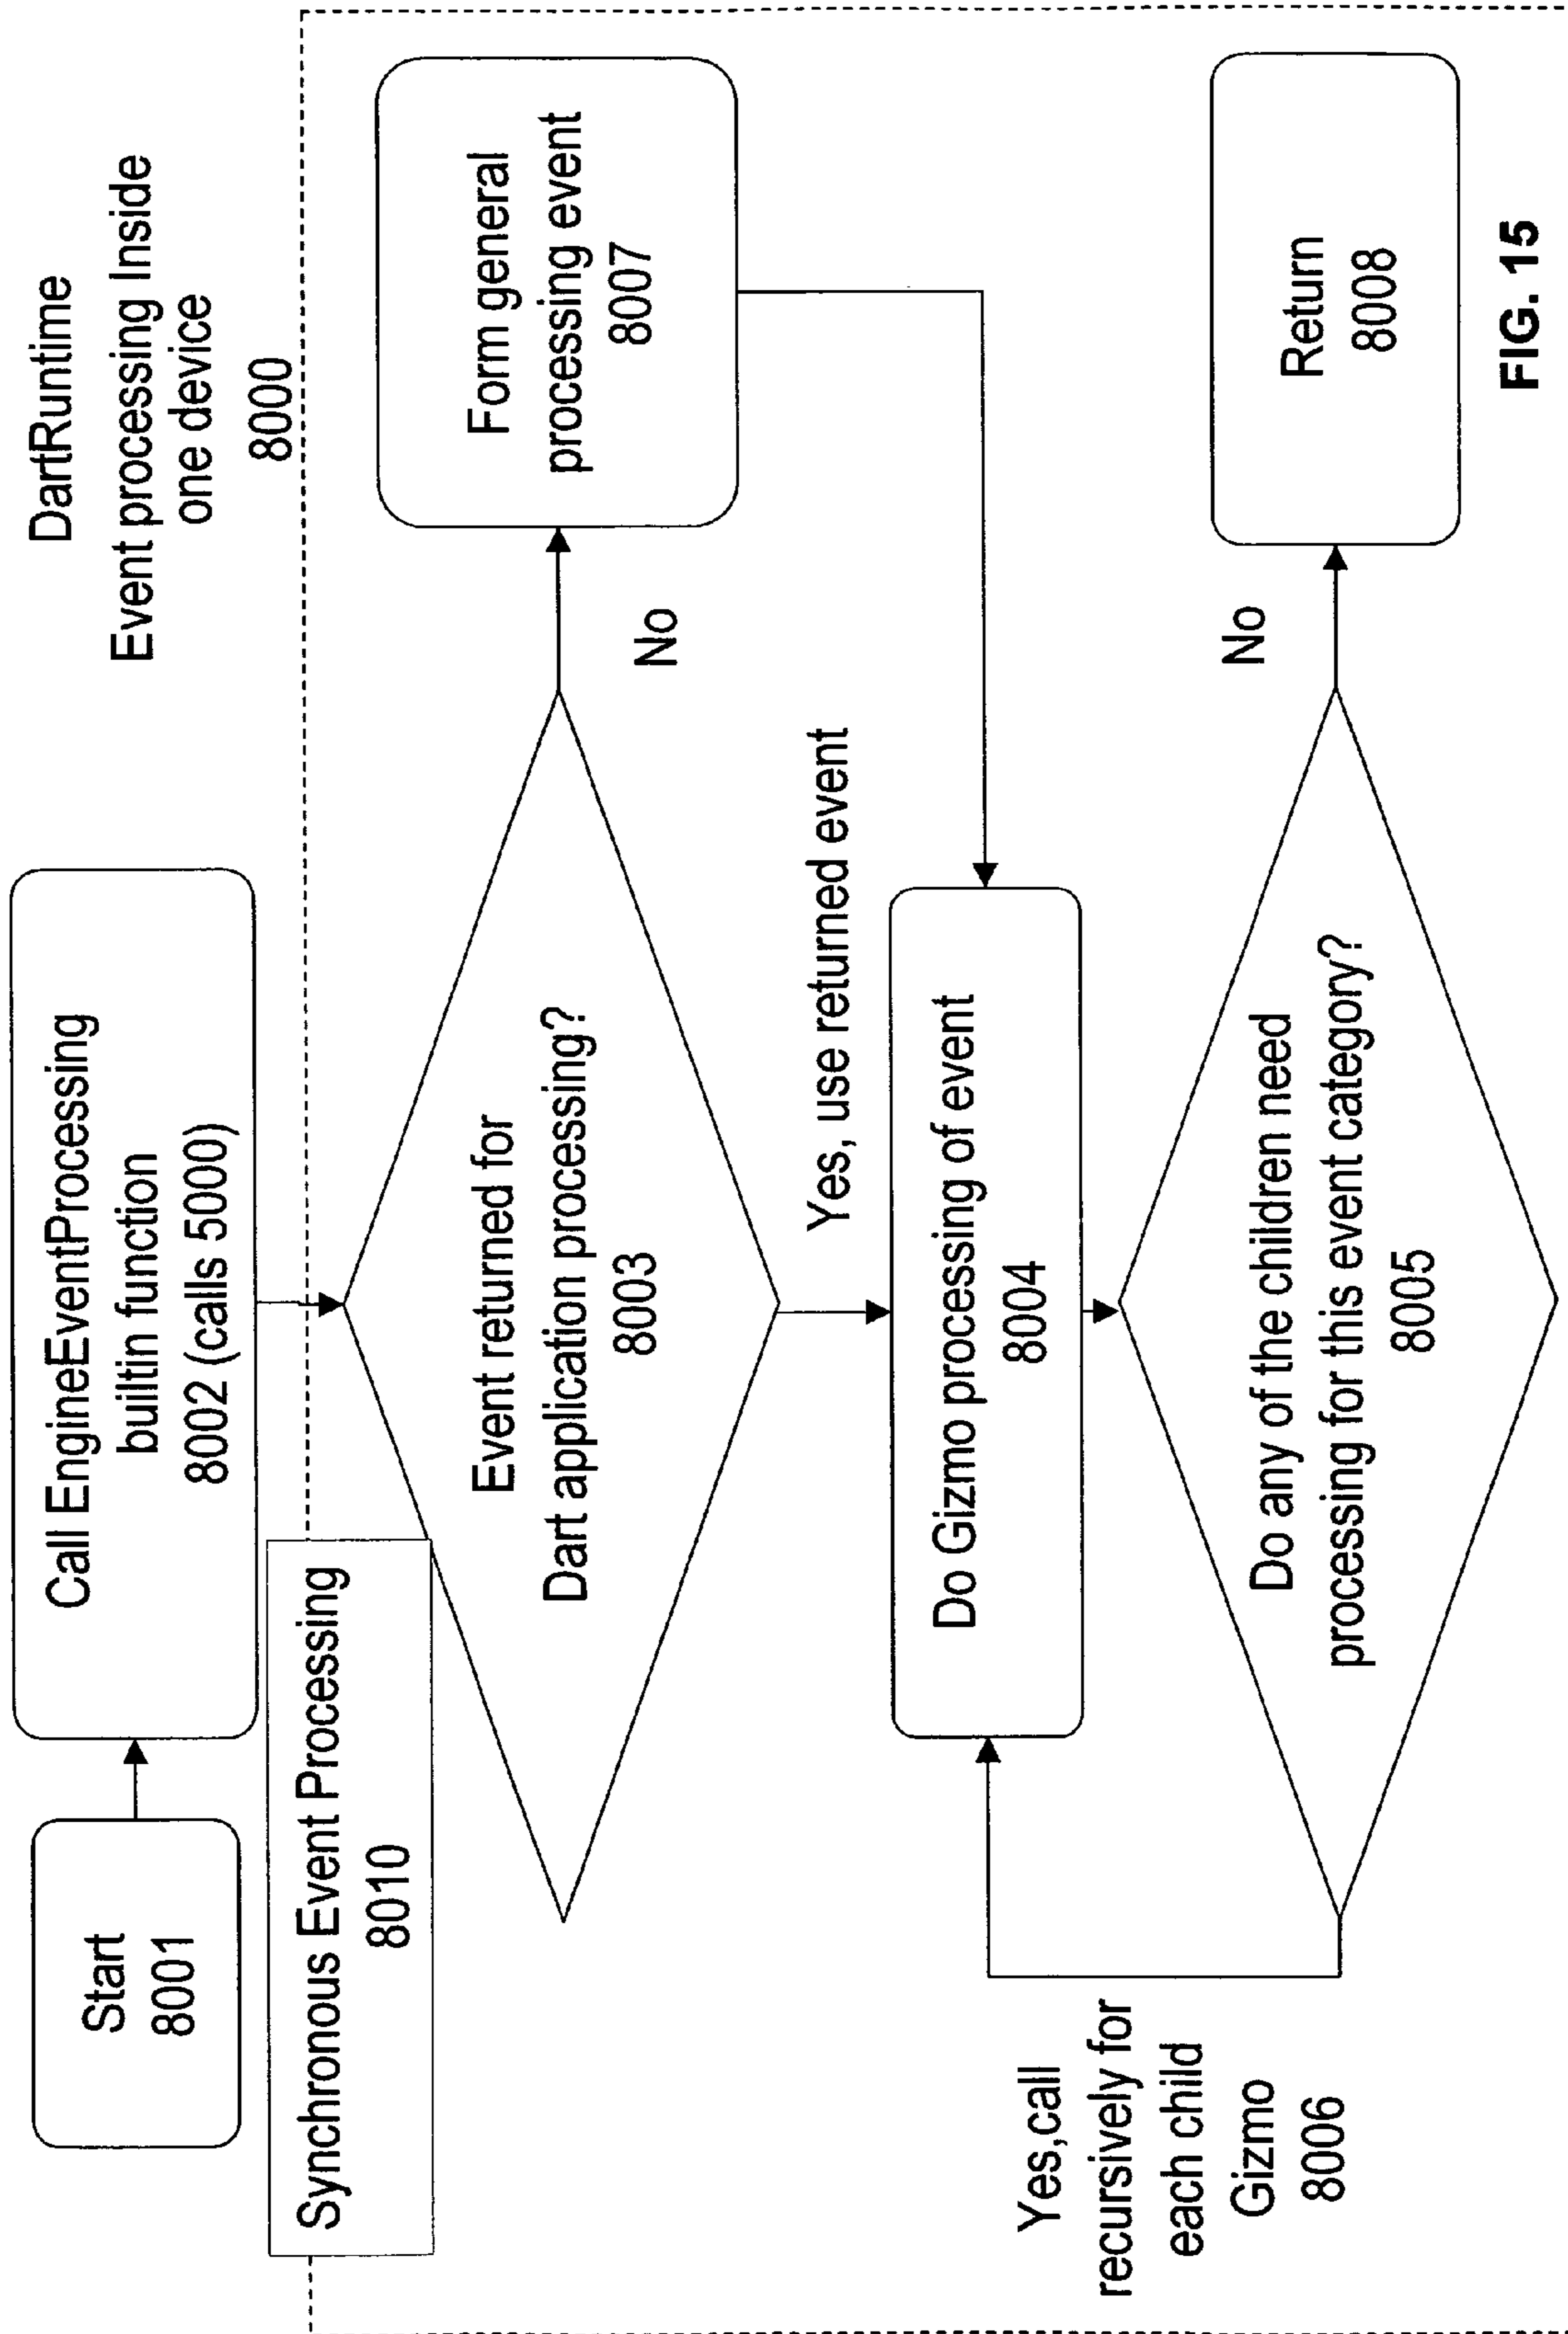 DartRuntime
Event processing Inside
one device
8000
Start
8001
Call EngineEventProcessing
builtin function
8002 (calls 5000)
Synchronous Event Processing
8010
Event returned for
Dart application processing?
8003
No
Form general
processing event
8007
Yes, use returned event
Do Gizmo processing of event
8004
Yes,call
recursively for
each child
Gizmo
8006
Do any of the children need
processing for this event category?
8005
No
Return
8008
FIG. 15